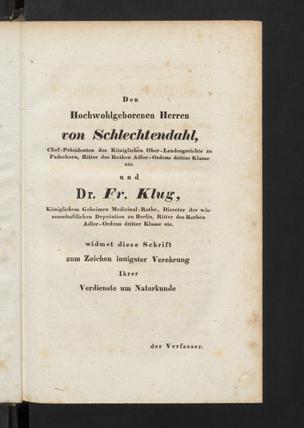 Den
Hochwohlgeborenen Herren
von Schlechtendahl,
Chef-Präsidenten des Königlichen Ober-Landesgerichts zu
Paderborn, Ritter des Rothen Adler-Ordens dritter Klasse
etc.
und
Dr. Fr. Klug,
Königlichem Geheimen Medicinal-Rathe, Director der wis-
senschaftlichen Deputation zu Berlin, Ritter des Rothen
Adler-Ordens dritter Klasse etc.
widmet diese Schrift
zum Zeichen innigster Verehrung
Ihrer
Verdienste um Naturkunde
der Verfasser.